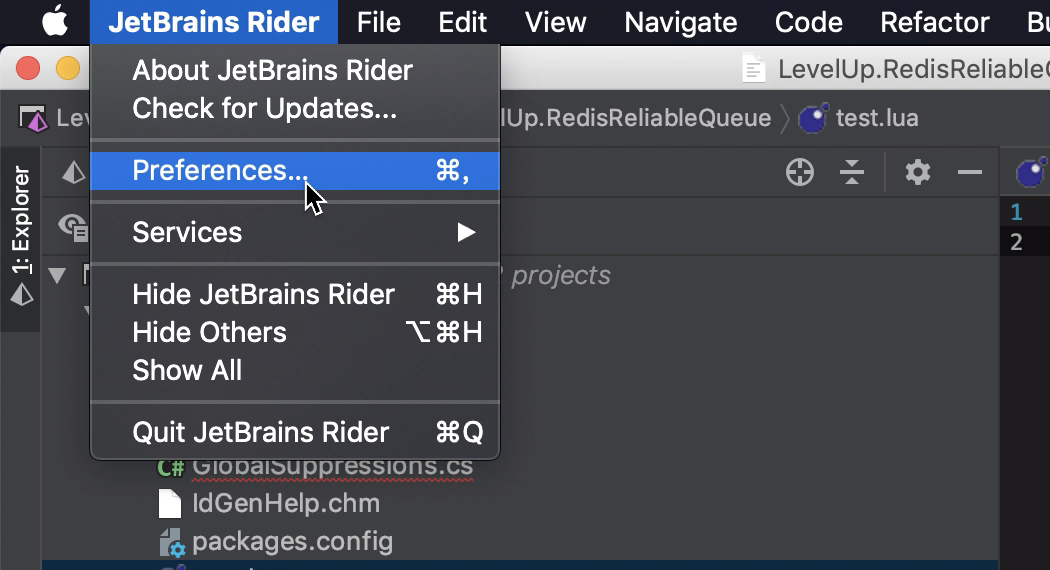 JetBrains Rider File Edit View Navigate Code Refactor
About JetBrains Rider
LevelUp.RedisReliable
Check for Updates...
lUp.RedisReliableQueue
test.lua
Preferences... ⌘,
1: Explorer
1
Services ▶
2
projects
Hide JetBrains Rider ⌘H
Hide Others ⌥⌘H
Show All
Quit JetBrains Rider ⌘Q
C# GlobalSuppressions.cs
IdGenHelp.chm
packages.config